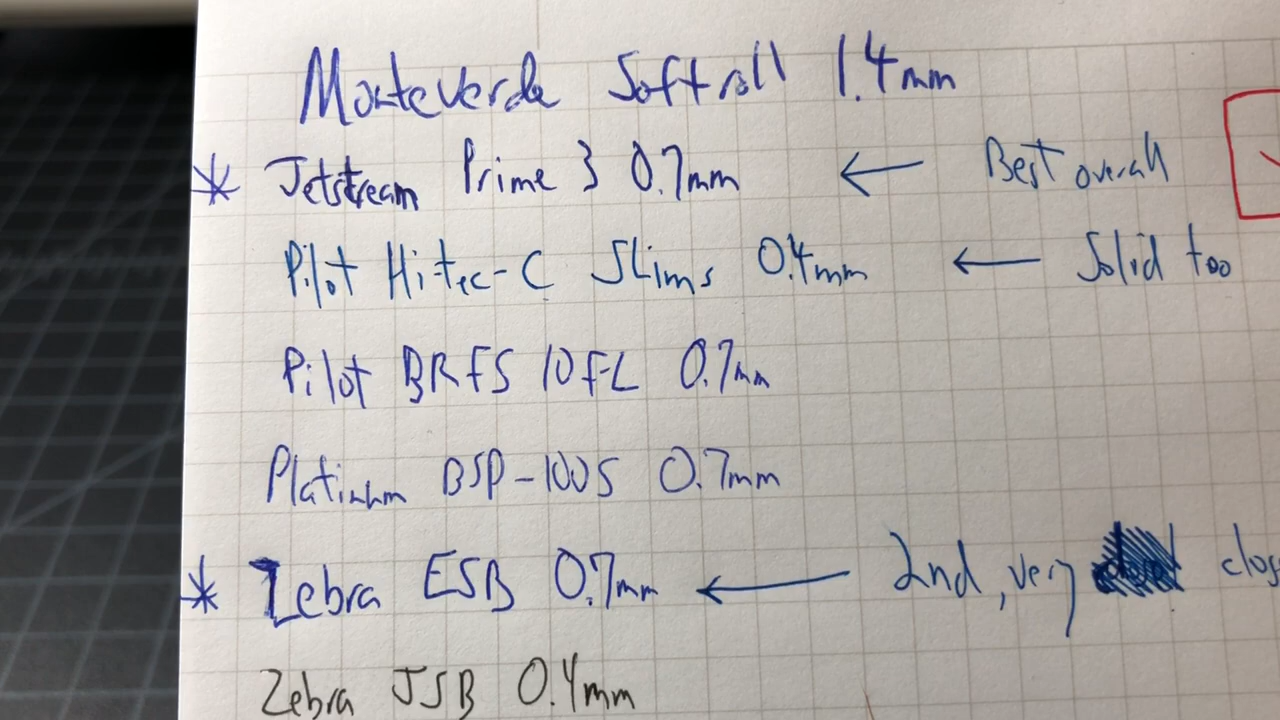 Monteverde Softroll 1.4mm
* Jetstream Prime 3 0.7mm ← Best overall
Pilot Hitec-C Slims 0.4mm ← Solid too
Pilot BRFS 10FL 0.7mm
Platinum BSP-100S 0.7mm
* Zebra ESB 0.7mm ← 2nd, very clos
Zebra JSB 0.4mm